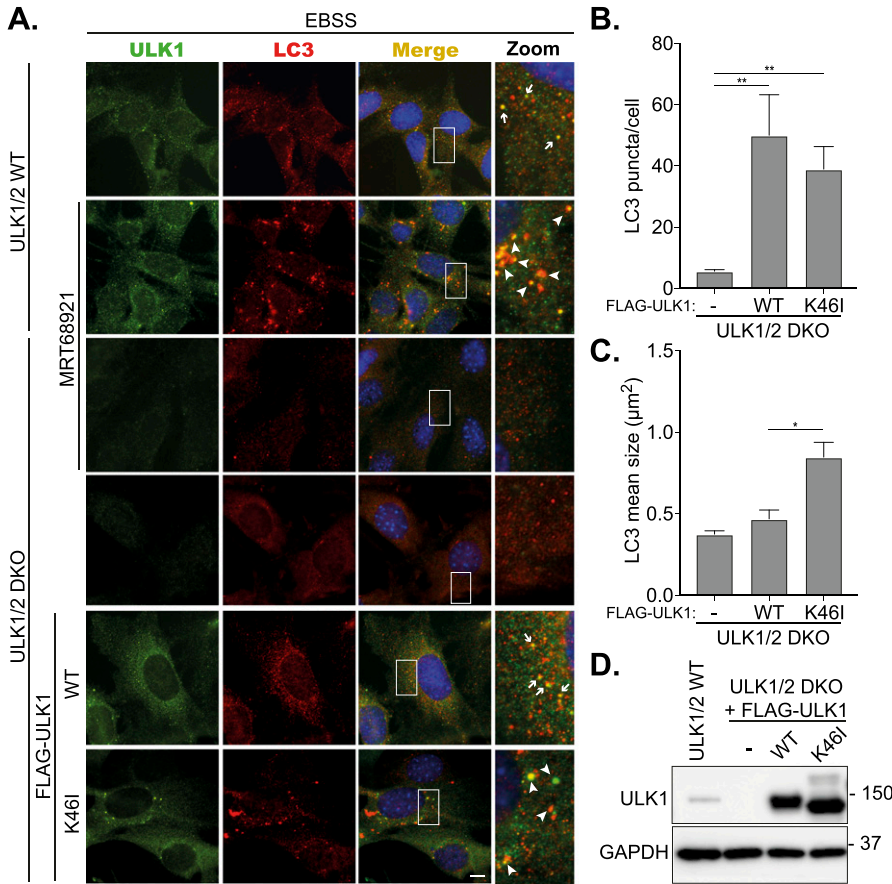 A.
EBSS
ULK1 LC3 Merge Zoom
ULK1/2 WT
MRT68921
ULK1/2 DKO
FLAG-ULK1
WT
K46I
B.
80
60
40
20
0
LC3 puncta/cell
**
**
FLAG-ULK1: - WT K46I
ULK1/2 DKO
C.
1.5
1.0
0.5
0.0
LC3 mean size (µm²)
*
FLAG-ULK1: - WT K46I
ULK1/2 DKO
D.
ULK1/2 WT
ULK1/2 DKO
+ FLAG-ULK1
- WT K46I
ULK1 - 150
GAPDH - 37